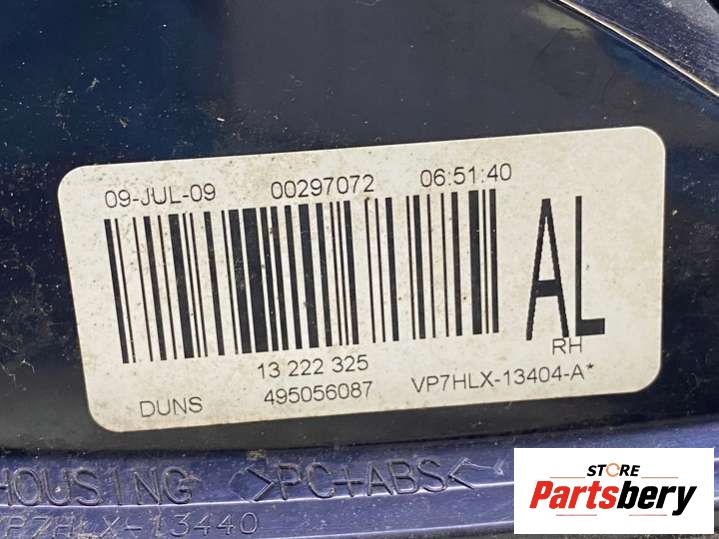 09-JUL-09 00297072 06:51:40
AL
RH
13 222 325
DUNS 495056087 VP7HLX-13404-A*
HOUSING >PC+ABS<
VP7HLX-13440
STORE
Partsbery